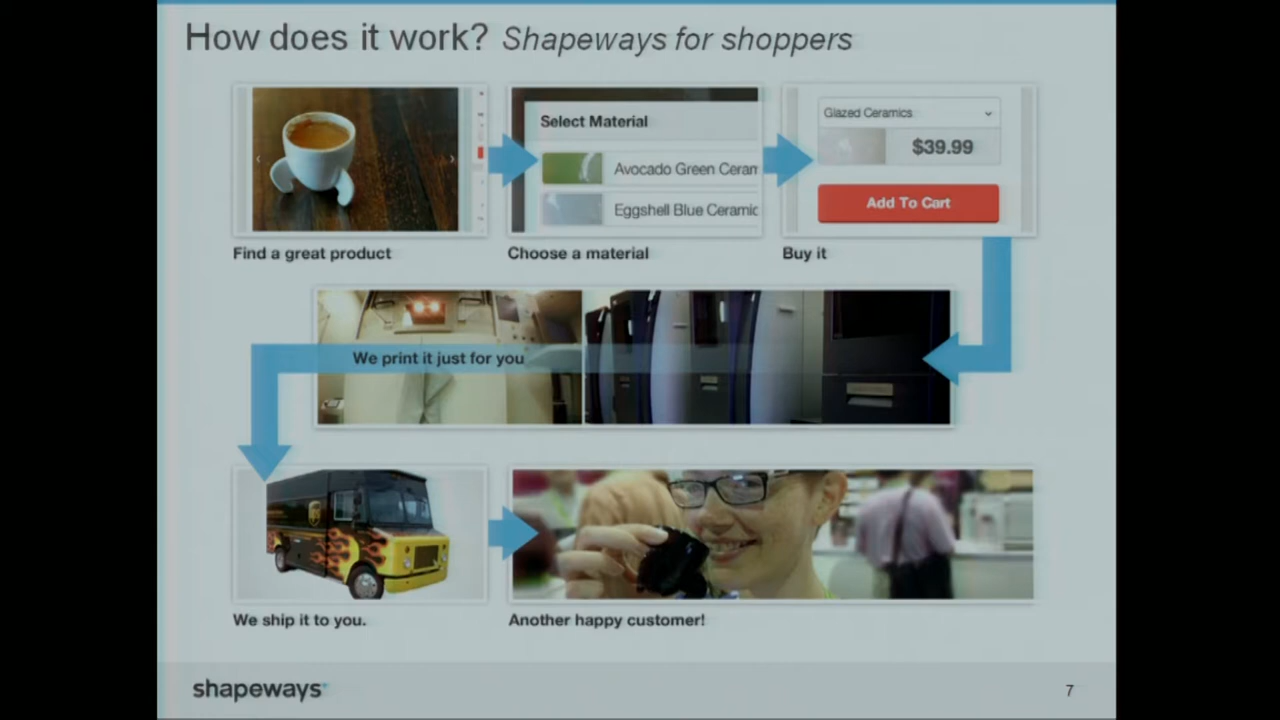 How does it work? Shapeways for shoppers
Select Material
Avocado Green Ceram
Eggshell Blue Ceramic
Glazed Ceramics
$39.99
Add To Cart
Find a great product
Choose a material
Buy it
We print it just for you
We ship it to you.
Another happy customer!
shapeways
7